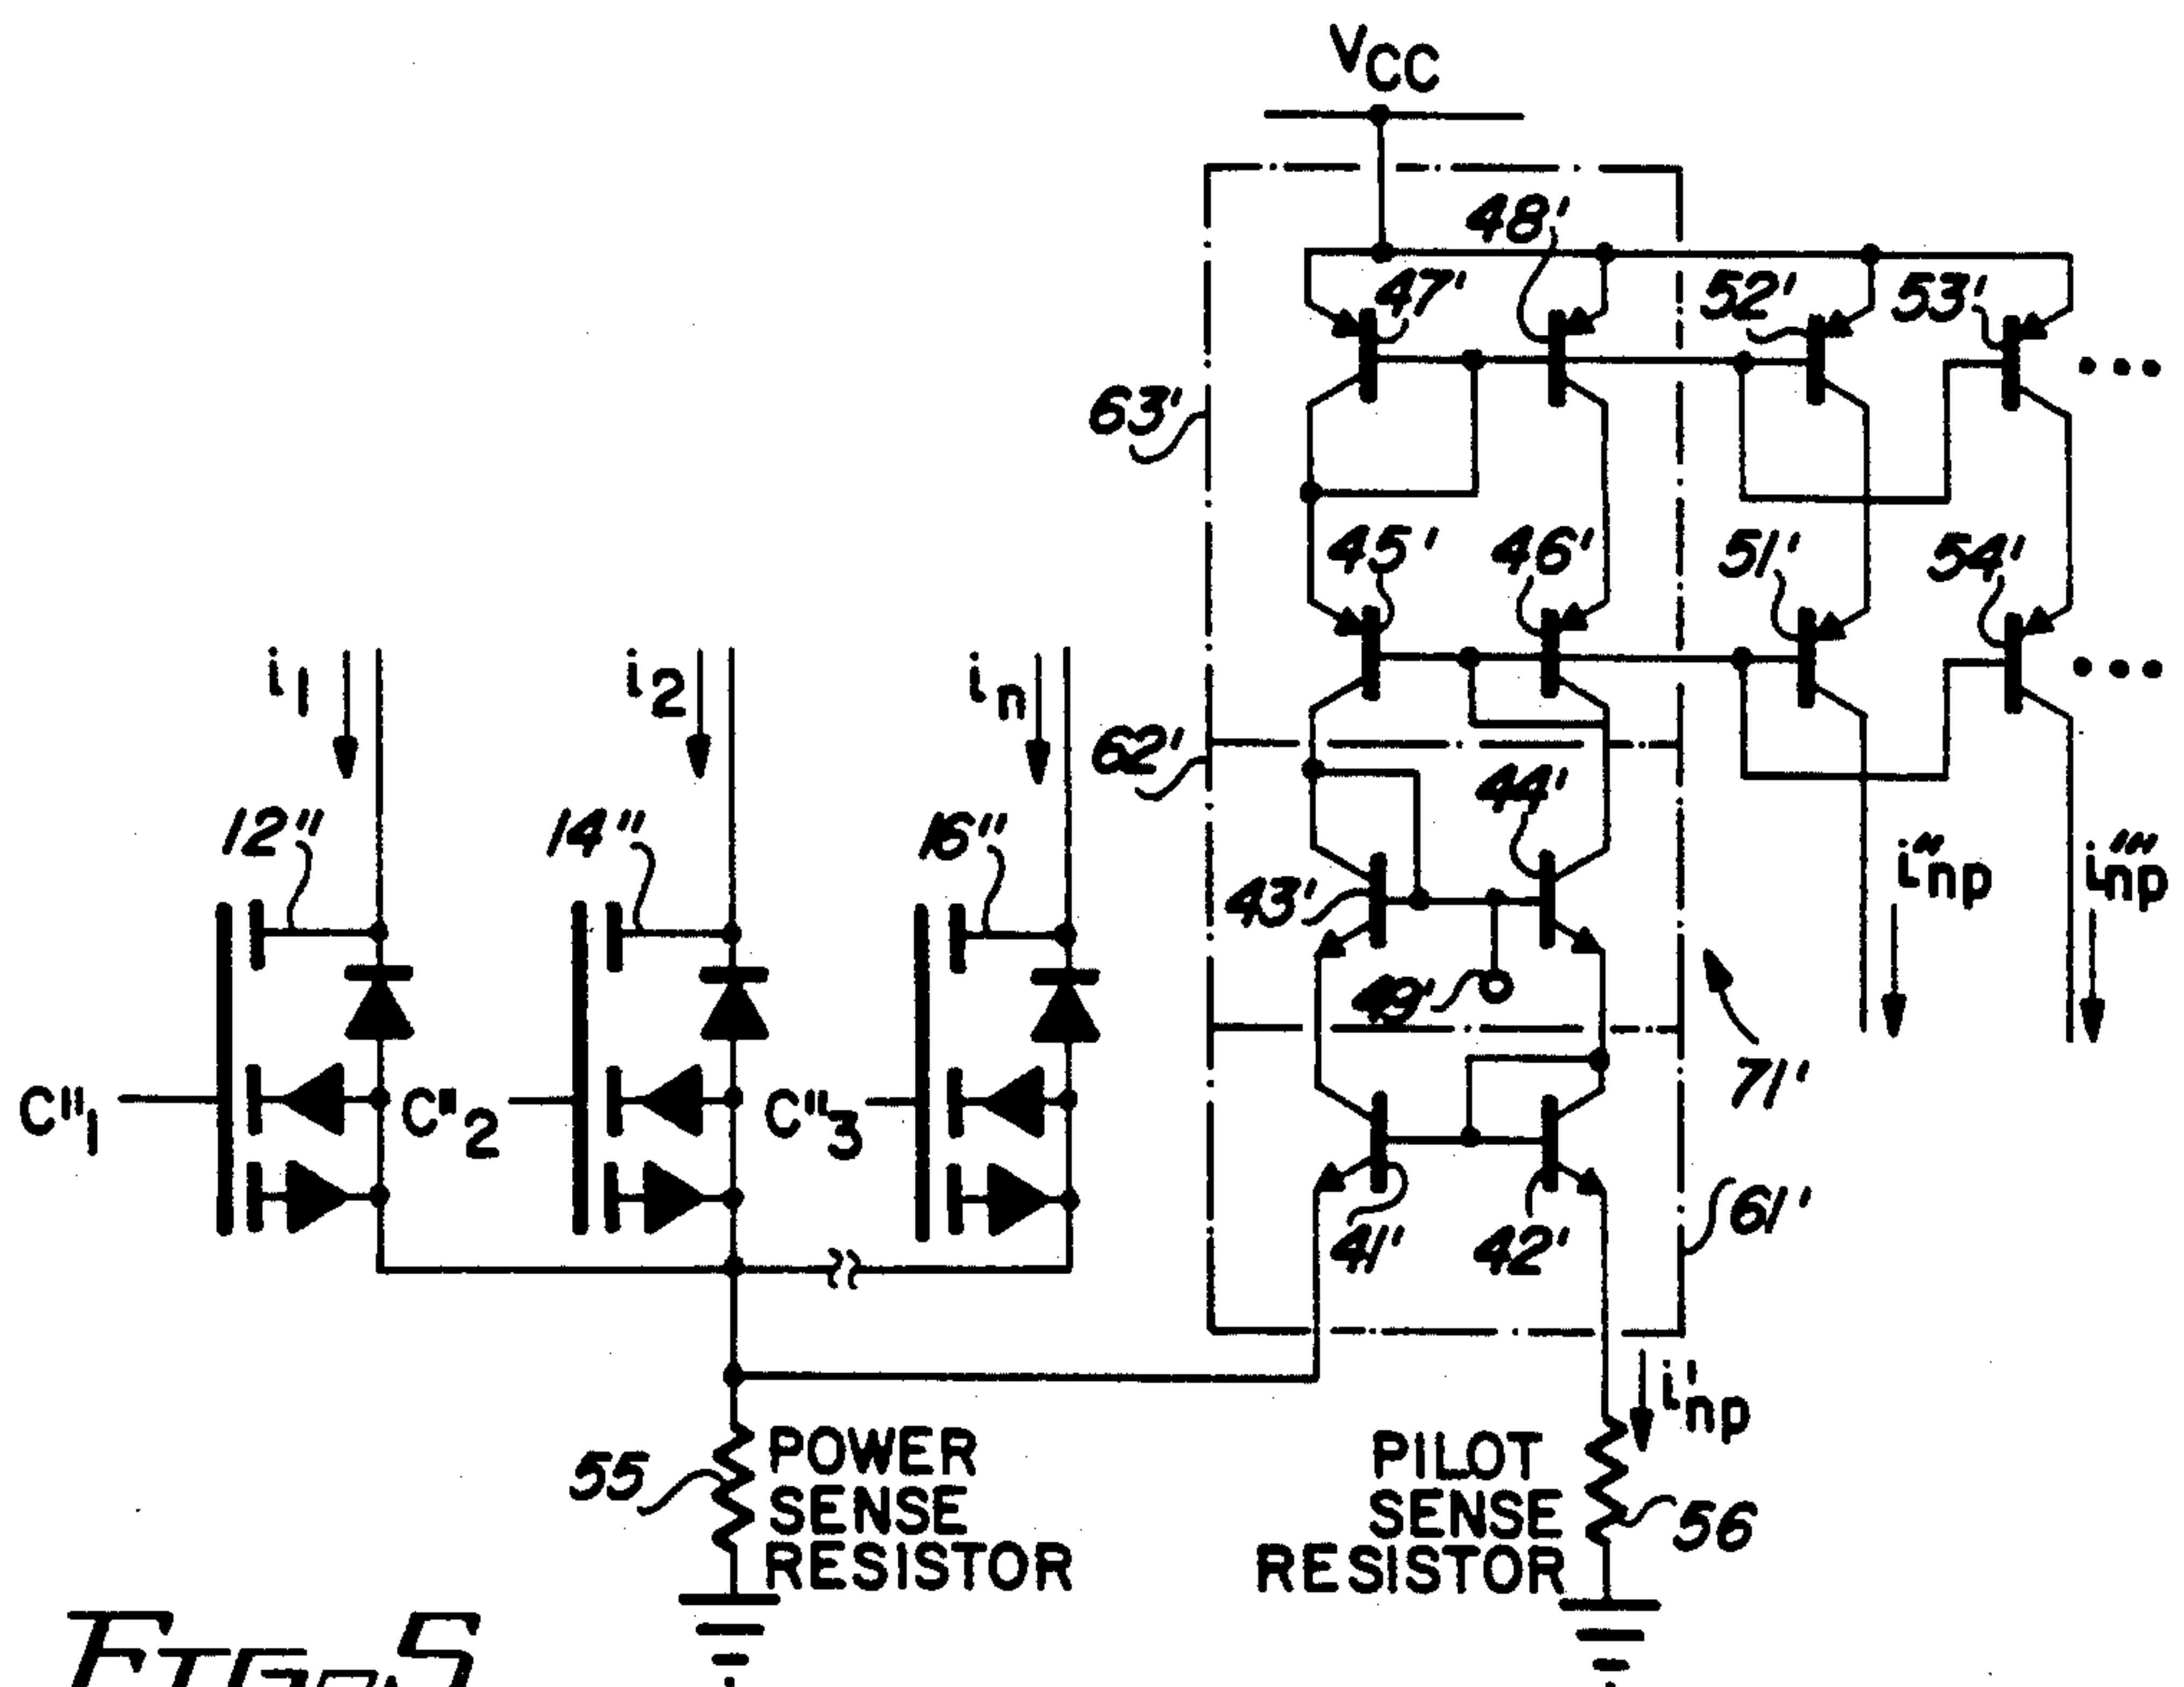 VCC
48'
47'
52'
53'
63'
45'
46'
51'
54'
i1
i2
in
62'
44'
12"
14"
16"
43'
i"np
i'''np
49'
71'
C"1
C"2
C"3
61'
41'
42'
i'np
55
POWER
SENSE
RESISTOR
PILOT
SENSE
RESISTOR
56